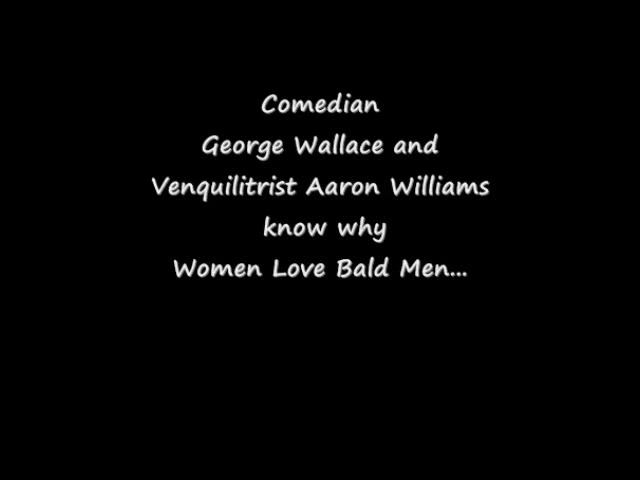 Comedian
George Wallace and
Venquilitrist Aaron Williams
know why
Women Love Bald Men...